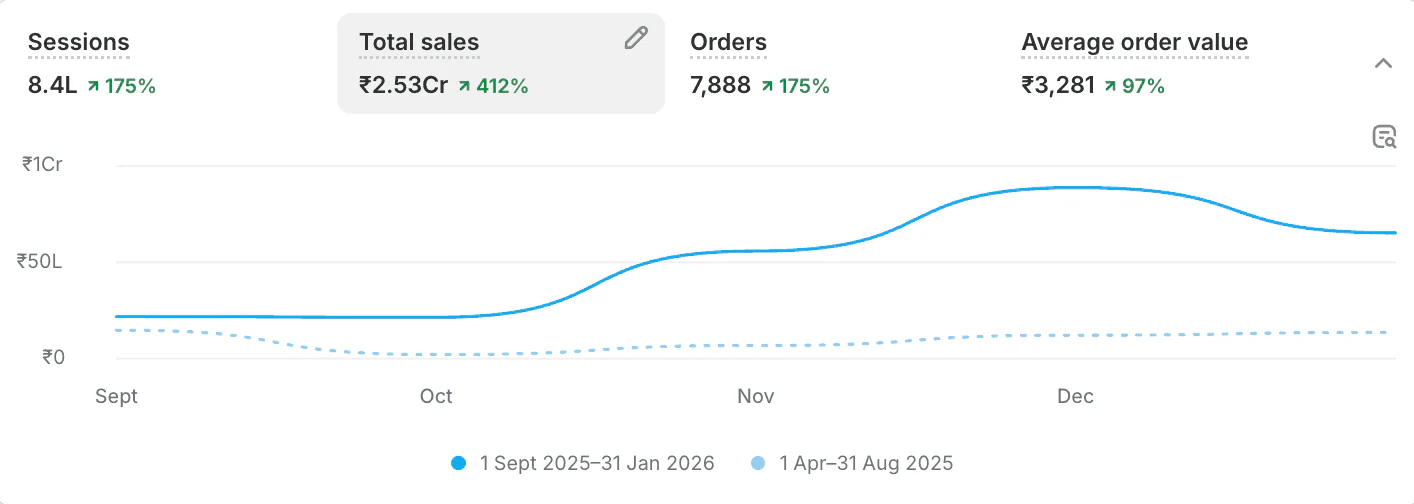 Sessions
8.4L ↗ 175%
Total sales
₹2.53Cr ↗ 412%
Orders
7,888 ↗ 175%
Average order value
₹3,281 ↗ 97%
₹1Cr
₹50L
₹0
Sept Oct Nov Dec
1 Sept 2025–31 Jan 2026 1 Apr–31 Aug 2025